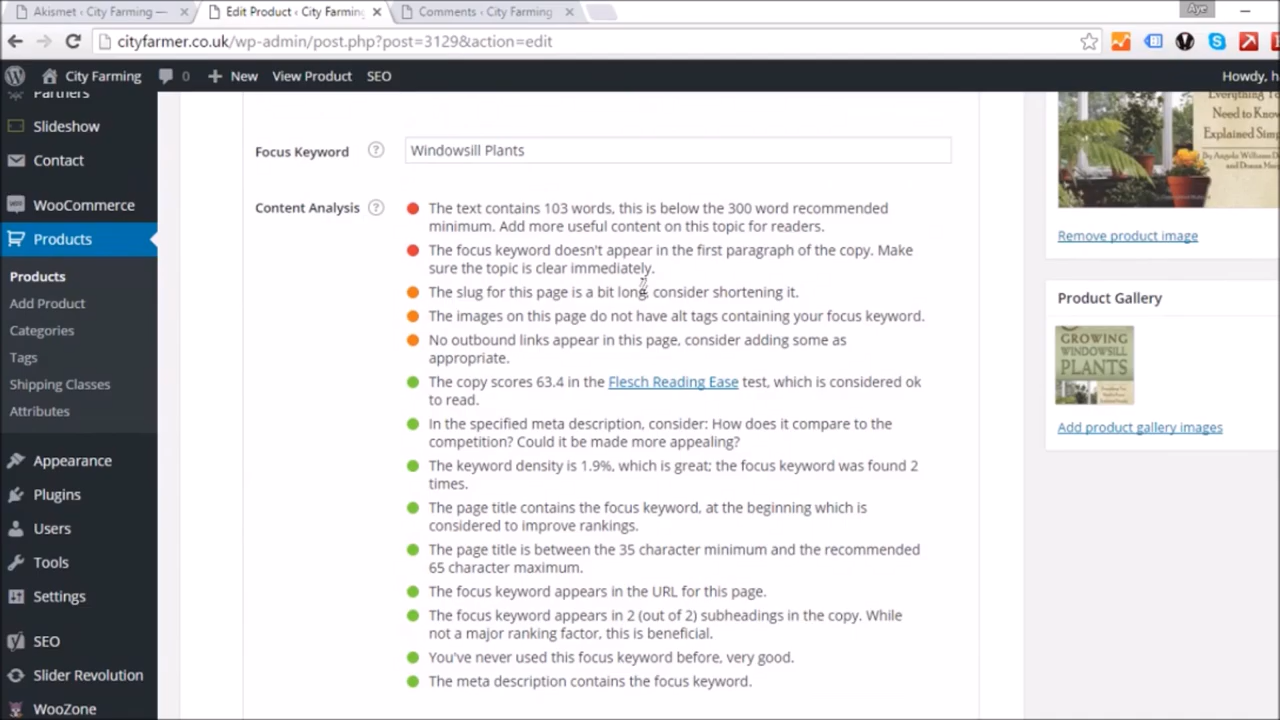 Akismet ‹ City Farming —
Edit Product ‹ City Farming
Comments ‹ City Farming
Aye
cityfarmer.co.uk/wp-admin/post.php?post=3129&action=edit
City Farming
0
New
View Product
SEO
Howdy, h
Partners
Slideshow
Contact
WooCommerce
Products
Products
Add Product
Categories
Tags
Shipping Classes
Attributes
Appearance
Plugins
Users
Tools
Settings
SEO
Slider Revolution
WooZone
Focus Keyword ?
Windowsill Plants
Content Analysis ?
The text contains 103 words, this is below the 300 word recommended
minimum. Add more useful content on this topic for readers.
The focus keyword doesn't appear in the first paragraph of the copy. Make
sure the topic is clear immediately.
The slug for this page is a bit long, consider shortening it.
The images on this page do not have alt tags containing your focus keyword.
No outbound links appear in this page, consider adding some as
appropriate.
The copy scores 63.4 in the Flesch Reading Ease test, which is considered ok
to read.
In the specified meta description, consider: How does it compare to the
competition? Could it be made more appealing?
The keyword density is 1.9%, which is great; the focus keyword was found 2
times.
The page title contains the focus keyword, at the beginning which is
considered to improve rankings.
The page title is between the 35 character minimum and the recommended
65 character maximum.
The focus keyword appears in the URL for this page.
The focus keyword appears in 2 (out of 2) subheadings in the copy. While
not a major ranking factor, this is beneficial.
You've never used this focus keyword before, very good.
The meta description contains the focus keyword.
Everything
Need to Know
Explained Simp
By Angela Williams D
and Donna M
Remove product image
Product Gallery
GROWING
WINDOWSILL
PLANTS
Add product gallery images